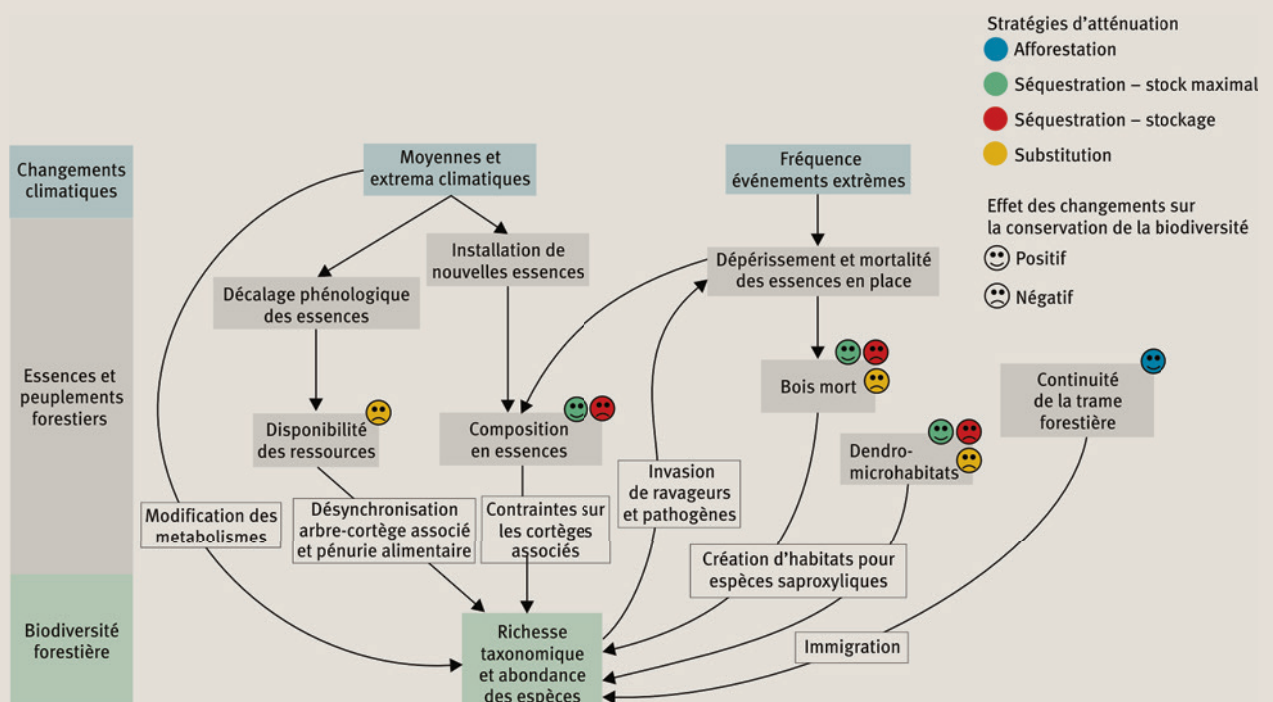 Stratégies d'atténuation
Afforestation
Séquestration – stock maximal
Séquestration – stockage
Substitution
Effet des changements sur
la conservation de la biodiversité
Positif
Négatif
Changements
climatiques
Moyennes et
extrema climatiques
Fréquence
événements extrêmes
Essences et
peuplements
forestiers
Installation de
nouvelles essences
Dépérissement et mortalité
des essences en place
Décalage phénologique
des essences
Bois mort
Continuité
de la trame
forestière
Disponibilité
des ressources
Composition
en essences
Dendro-
microhabitats
Modification des
metabolismes
Désynchronisation
arbre-cortège associé
et pénurie alimentaire
Contraintes sur
les cortèges
associés
Invasion
de ravageurs
et pathogènes
Création d'habitats pour
espèces saproxyliques
Immigration
Biodiversité
forestière
Richesse
taxonomique
et abondance
des espèces